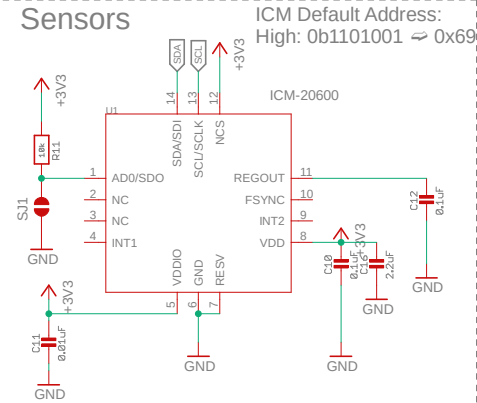 Sensors
ICM Default Address:
High: 0b1101001 ➫ 0x69
SDA
SCL
+3V3
+3V3
ICM-20600
U1
14
13
12
SDA/SDI
SCL/SCLK
NCS
10k
R11
1
AD0/SDO
REGOUT
11
2
NC
FSYNC
10
3
NC
INT2
9
4
INT1
VDD
8
SJ1
GND
C12
0.1uF
GND
VDDIO
GND
RESV
5
6
7
+3V3
C10
0.1uF
+3V3
C16
2.2uF
GND
+3V3
C11
0.01uF
GND
GND
GND